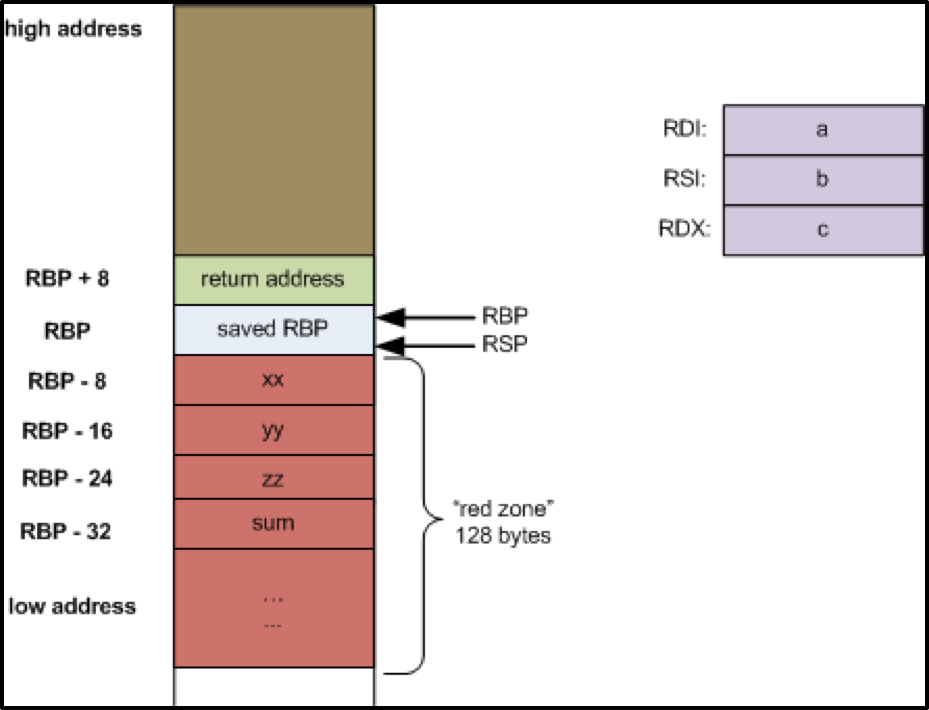 high address
RDI: a
RSI: b
RDX: c
RBP + 8 return address
RBP saved RBP RBP
RSP
RBP - 8 xx
RBP - 16 yy
RBP - 24 zz
RBP - 32 sum
"red zone"
128 bytes
low address ...
---